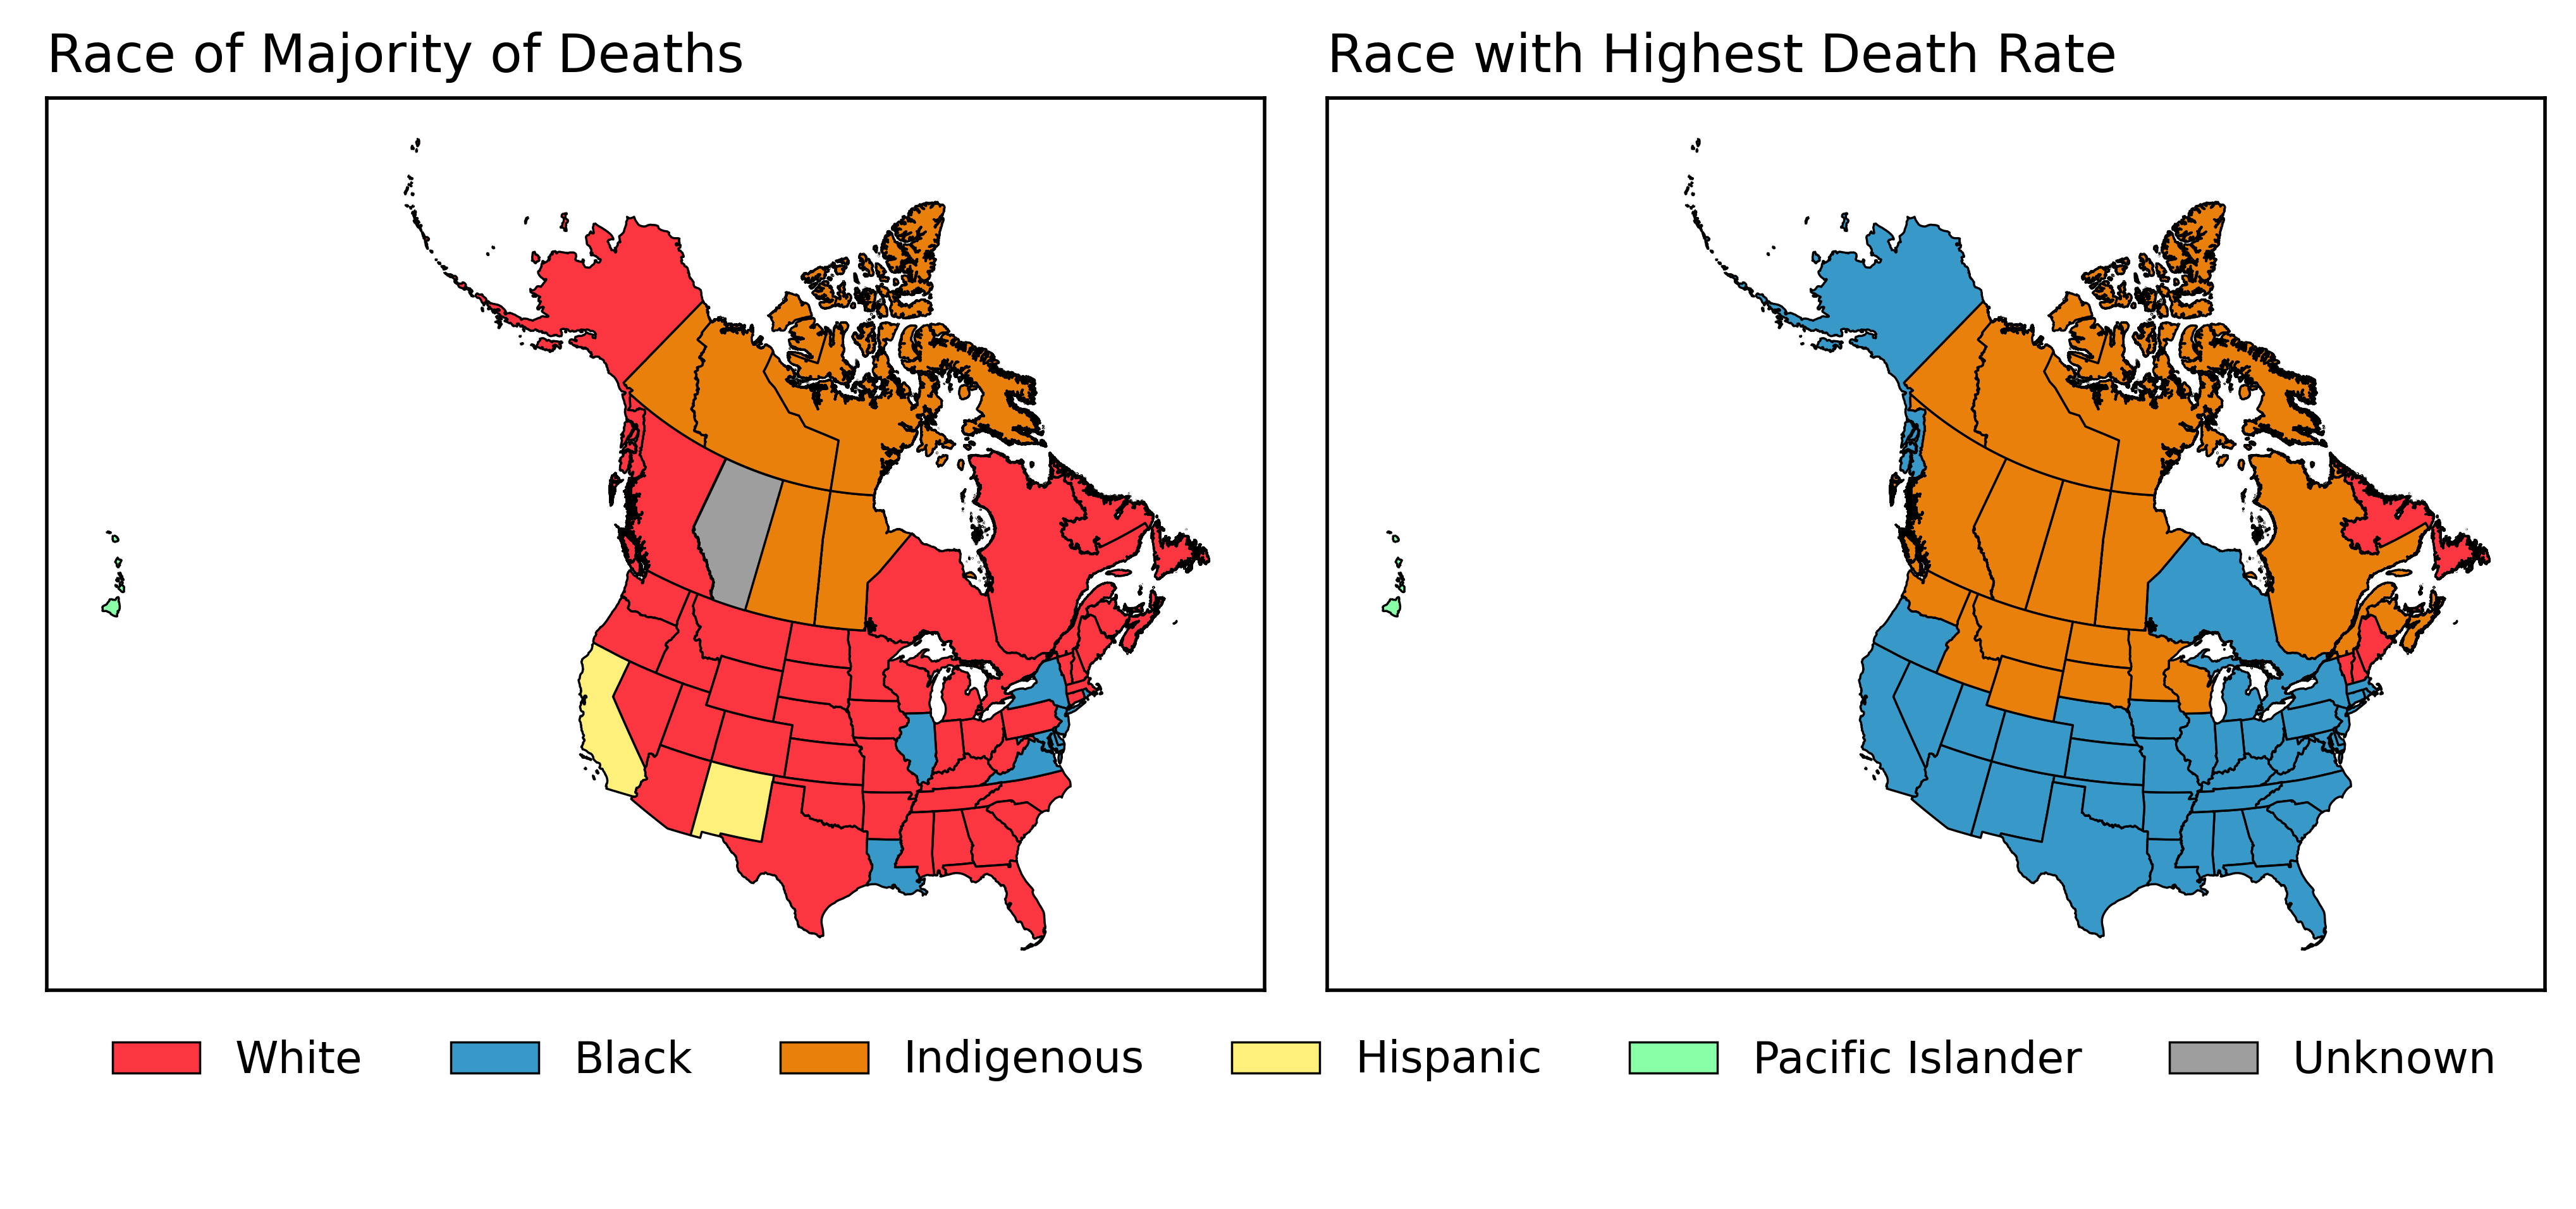 Race of Majority of Deaths
Race with Highest Death Rate
White
Black
Indigenous
Hispanic
Pacific Islander
Unknown